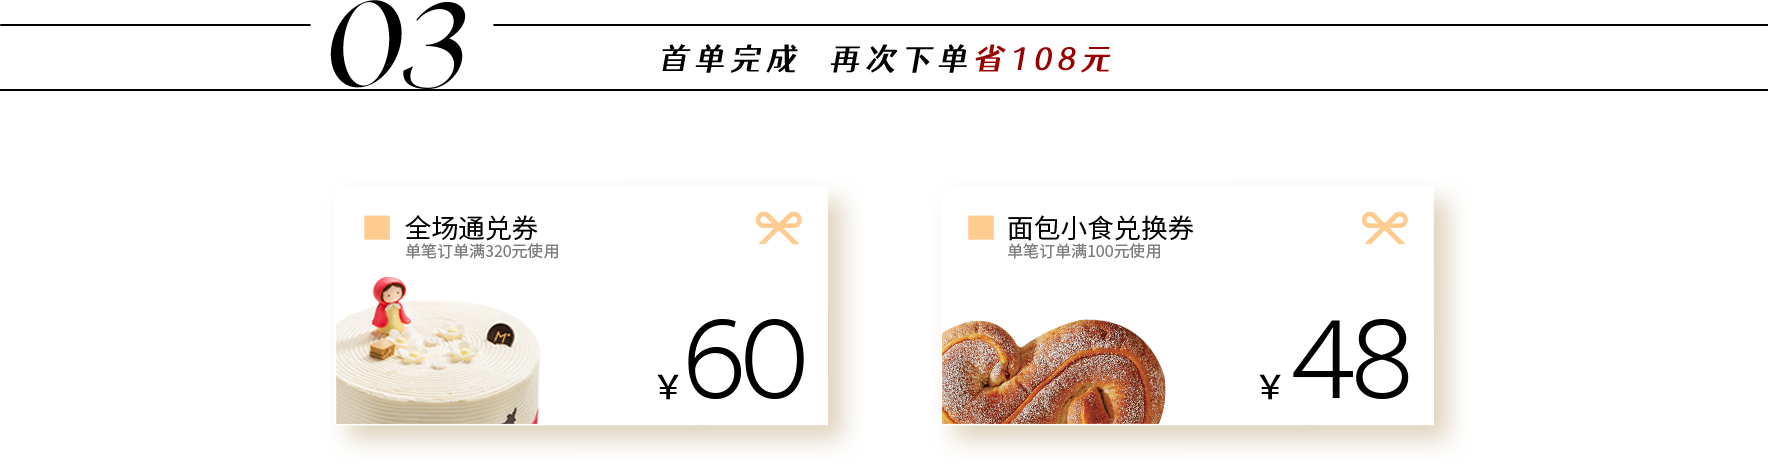 03
首单完成 再次下单省108元
全场通兑券
单笔订单满320元使用
M
¥60
面包小食兑换券
单笔订单满100元使用
¥48